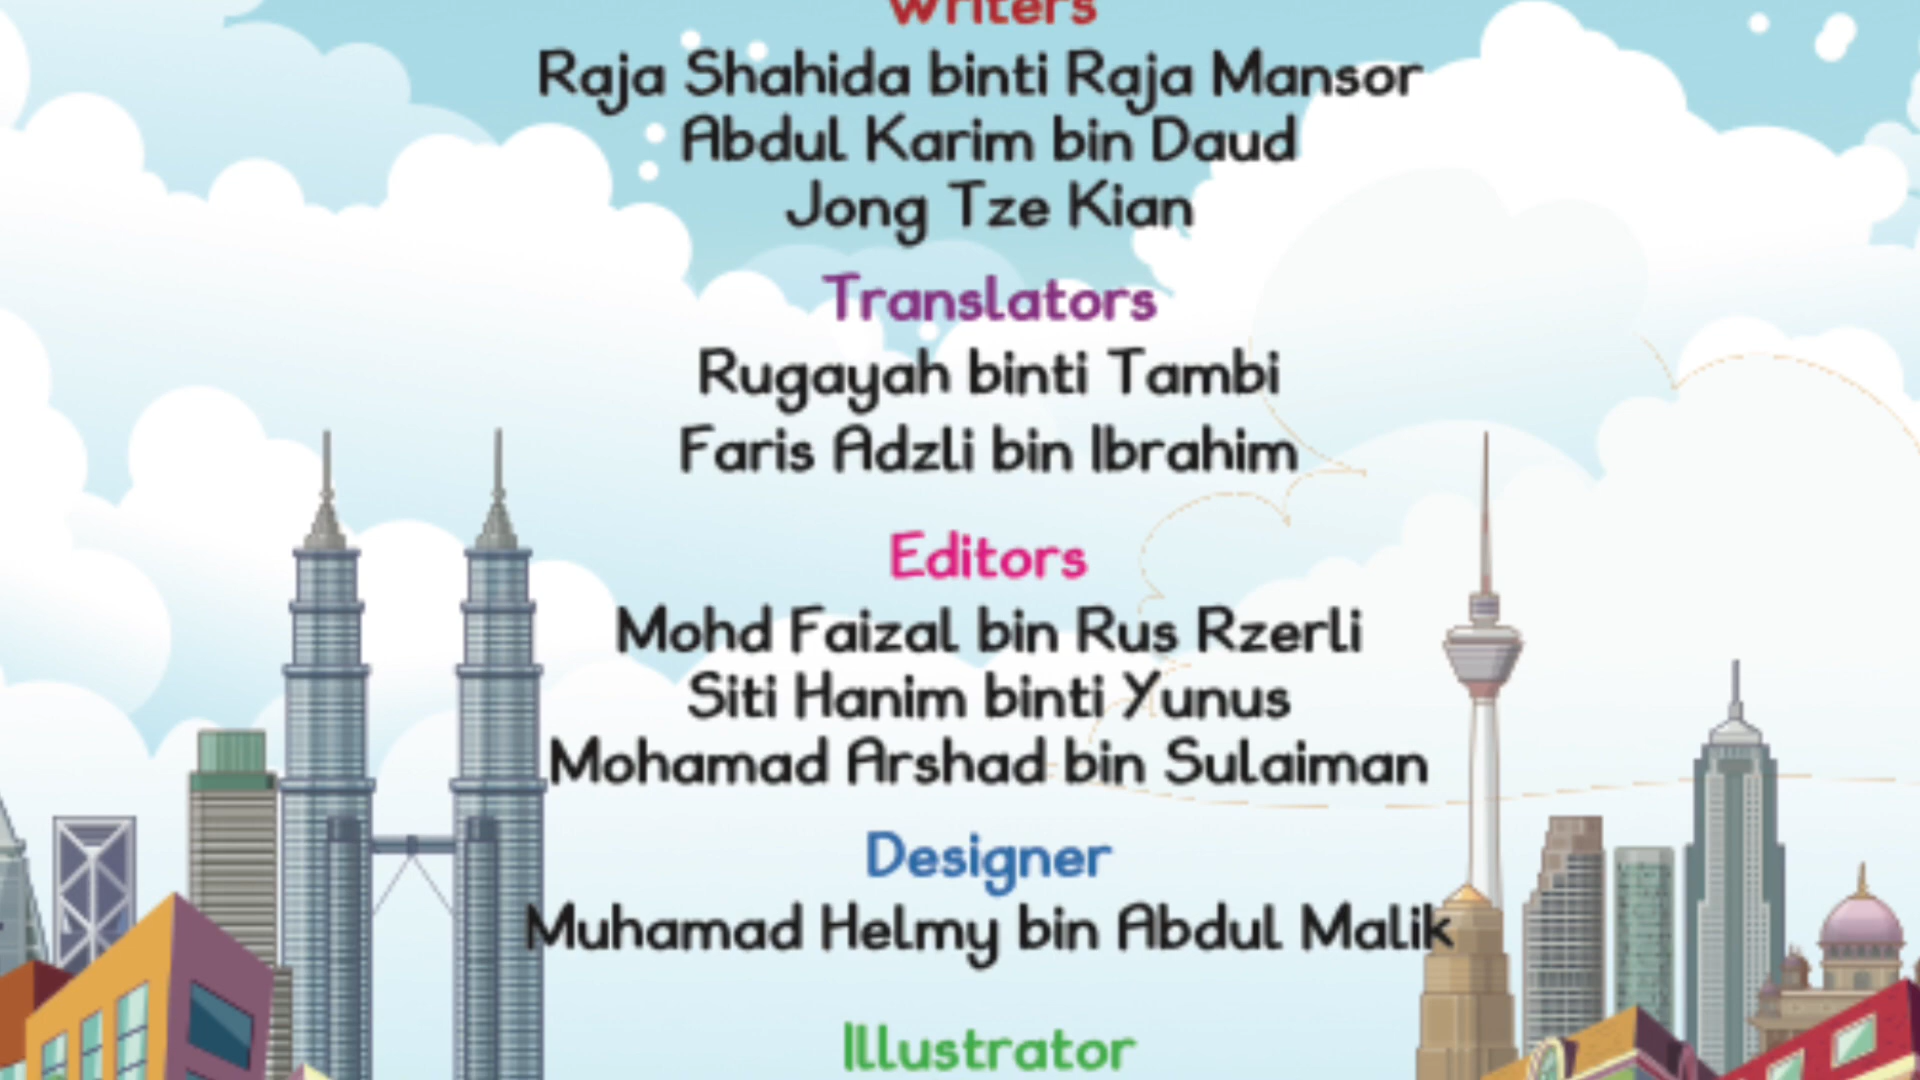 Writers
Raja Shahida binti Raja Mansor
Abdul Karim bin Daud
Jong Tze Kian
Translators
Rugayah binti Tambi
Faris Adzli bin Ibrahim
Editors
Mohd Faizal bin Rus Rzerli
Siti Hanim binti Yunus
Mohamad Arshad bin Sulaiman
Designer
Muhamad Helmy bin Abdul Malik
Illustrator